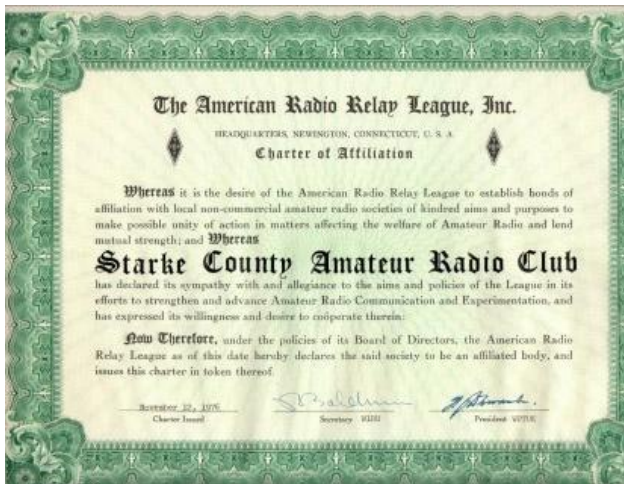 The American Radio Relay League, Inc.
HEADQUARTERS, NEWINGTON, CONNECTICUT, U. S. A
Charter of Affiliation
Whereas it is the desire of the American Radio Relay League to establish bonds of
affiliation with local non-commercial amateur radio societies of kindred aims and purposes to
make possible unity of action in matters affecting the welfare of Amateur Radio and lend
mutual strength; and Whereas
Starke County Amateur Radio Club
has declared its sympathy with and allegiance to the aims and policies of the League in its
efforts to strengthen and advance Amateur Radio Communication and Experimentation, and
has expressed its willingness and desire to coöperate therein:
Now Therefore, under the policies of its Board of Directors, the American Radio
Relay League as of this date hereby declares the said society to be an affiliated body, and
issues this charter in token thereof.
November 12, 1976
Charter Issued
Secretary
President